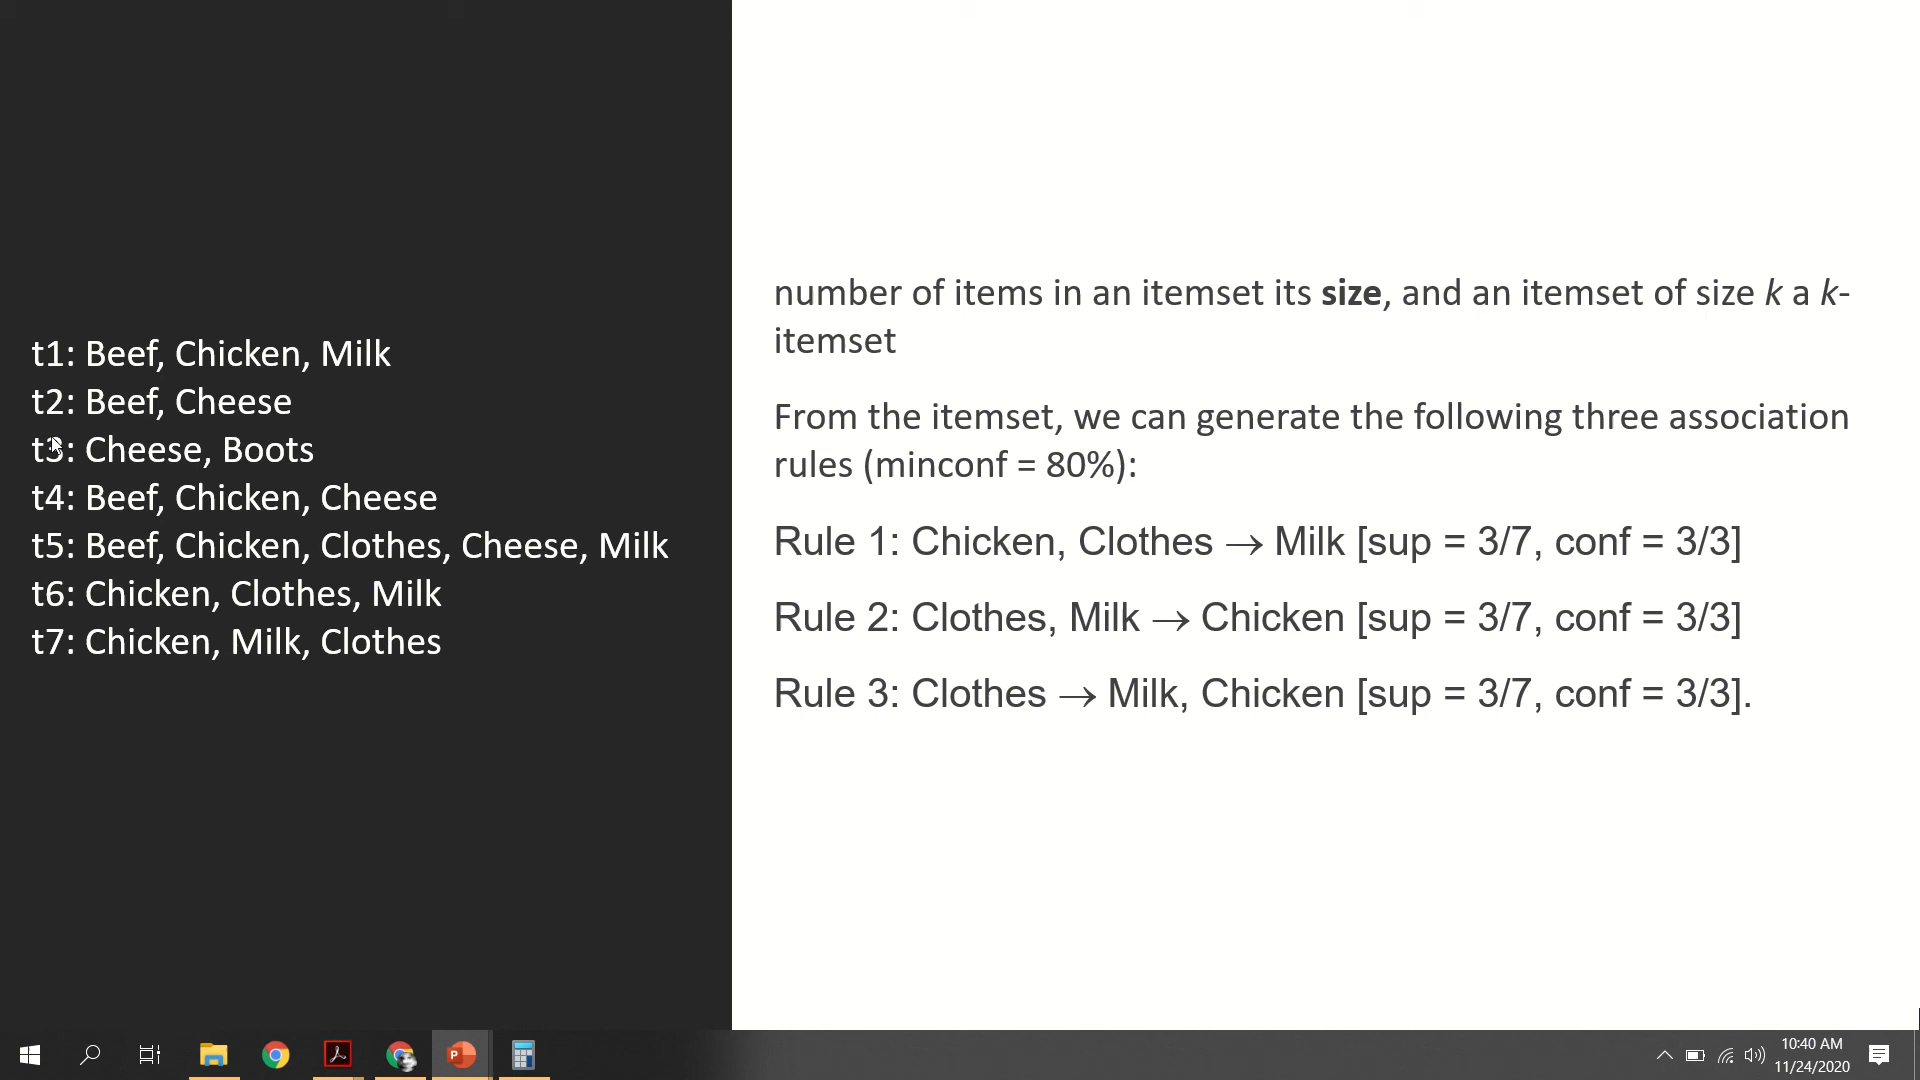 t1: Beef, Chicken, Milk
t2: Beef, Cheese
t3: Cheese, Boots
t4: Beef, Chicken, Cheese
t5: Beef, Chicken, Clothes, Cheese, Milk
t6: Chicken, Clothes, Milk
t7: Chicken, Milk, Clothes
number of items in an itemset its size, and an itemset of size k a k-
itemset
From the itemset, we can generate the following three association
rules (minconf = 80%):
Rule 1: Chicken, Clothes → Milk [sup = 3/7, conf = 3/3]
Rule 2: Clothes, Milk → Chicken [sup = 3/7, conf = 3/3]
Rule 3: Clothes → Milk, Chicken [sup = 3/7, conf = 3/3].
10:40 AM
11/24/2020